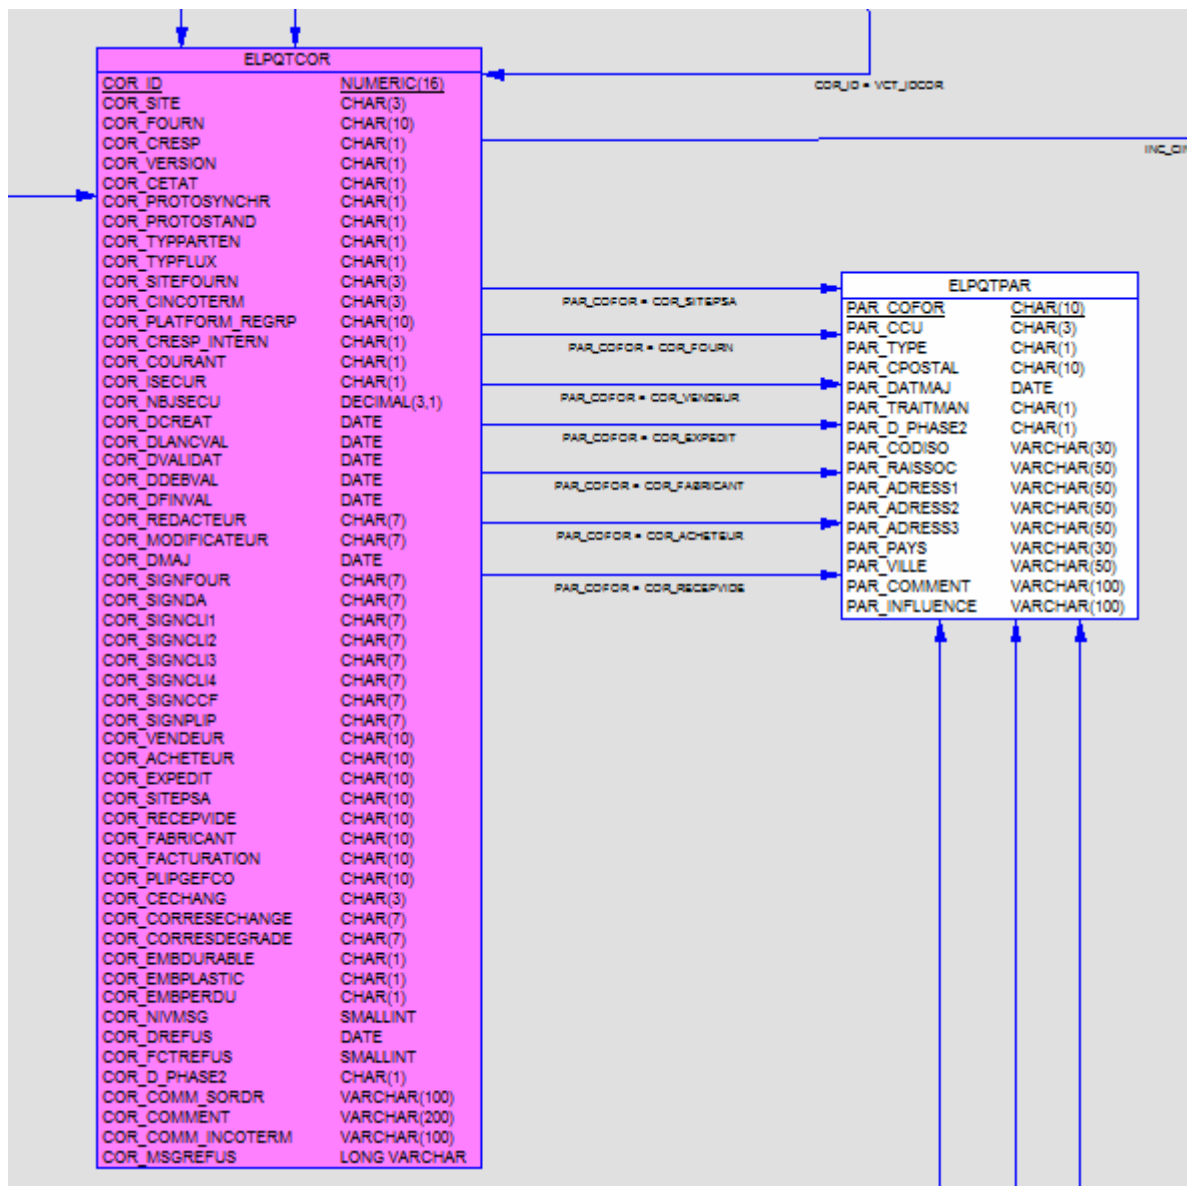 ELPQTCOR
COR_ID NUMERIC(16)
COR_SITE CHAR(3)
COR_FOURN CHAR(10)
COR_CRESP CHAR(1)
COR_VERSION CHAR(1)
COR_CETAT CHAR(1)
COR_PROTOSYNCHR CHAR(1)
COR_PROTOSTAND CHAR(1)
COR_TYPPARTEN CHAR(1)
COR_TYPFLUX CHAR(1)
COR_SITEFOURN CHAR(3)
COR_CINCOTERM CHAR(3)
COR_PLATFORM_REGRP CHAR(10)
COR_CRESP_INTERN CHAR(1)
COR_COURANT CHAR(1)
COR_ISECUR CHAR(1)
COR_NBJSECU DECIMAL(3,1)
COR_DCREAT DATE
COR_DLANCVAL DATE
COR_DVALIDAT DATE
COR_DDEBVAL DATE
COR_DFINVAL DATE
COR_REDACTEUR CHAR(7)
COR_MODIFICATEUR CHAR(7)
COR_DMAJ DATE
COR_SIGNFOUR CHAR(7)
COR_SIGNDA CHAR(7)
COR_SIGNCLI1 CHAR(7)
COR_SIGNCLI2 CHAR(7)
COR_SIGNCLI3 CHAR(7)
COR_SIGNCLI4 CHAR(7)
COR_SIGNCCF CHAR(7)
COR_SIGNPLIP CHAR(7)
COR_VENDEUR CHAR(10)
COR_ACHETEUR CHAR(10)
COR_EXPEDIT CHAR(10)
COR_SITEPSA CHAR(10)
COR_RECEPVIDE CHAR(10)
COR_FABRICANT CHAR(10)
COR_FACTURATION CHAR(10)
COR_PLIPGEFCO CHAR(10)
COR_CECHANG CHAR(3)
COR_CORRESECHANGE CHAR(7)
COR_CORRESDEGRADE CHAR(7)
COR_EMBDURABLE CHAR(1)
COR_EMBPLASTIC CHAR(1)
COR_EMBPERDU CHAR(1)
COR_NIVMSG SMALLINT
COR_DREFUS DATE
COR_FCTREFUS SMALLINT
COR_D_PHASE2 CHAR(1)
COR_COMM_SORDR VARCHAR(100)
COR_COMMENT VARCHAR(200)
COR_COMM_INCOTERM VARCHAR(100)
COR_MSGREFUS LONG VARCHAR
COR_ID = VCT_IDCOR
INC_CIN
PAR_COFOR = COR_SITEPSA
PAR_COFOR = COR_FOURN
PAR_COFOR = COR_VENDEUR
PAR_COFOR = COR_EXPEDIT
PAR_COFOR = COR_FABRICANT
PAR_COFOR = COR_ACHETEUR
PAR_COFOR = COR_RECEPVIDE
ELPQTPAR
PAR_COFOR CHAR(10)
PAR_CCU CHAR(3)
PAR_TYPE CHAR(1)
PAR_CPOSTAL CHAR(10)
PAR_DATMAJ DATE
PAR_TRAITMAN CHAR(1)
PAR_D_PHASE2 CHAR(1)
PAR_CODISO VARCHAR(30)
PAR_RAISSOC VARCHAR(50)
PAR_ADRESS1 VARCHAR(50)
PAR_ADRESS2 VARCHAR(50)
PAR_ADRESS3 VARCHAR(50)
PAR_PAYS VARCHAR(30)
PAR_VILLE VARCHAR(50)
PAR_COMMENT VARCHAR(100)
PAR_INFLUENCE VARCHAR(100)